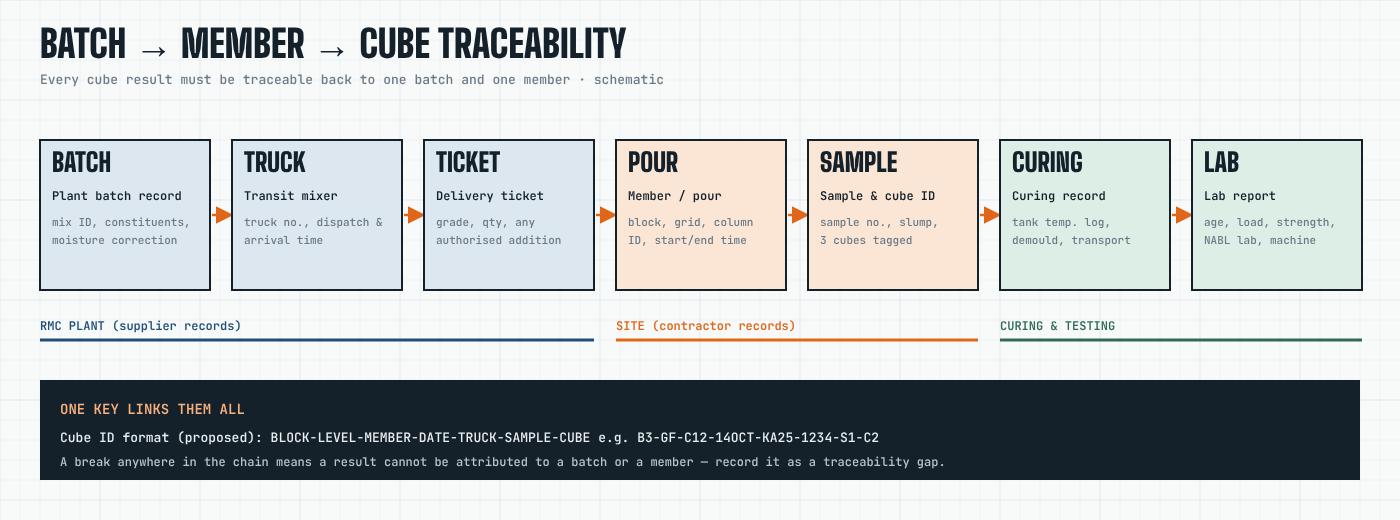 BATCH → MEMBER → CUBE TRACEABILITY
Every cube result must be traceable back to one batch and one member · schematic
BATCH
Plant batch record
mix ID, constituents,
moisture correction
TRUCK
Transit mixer
truck no., dispatch &
arrival time
TICKET
Delivery ticket
grade, qty, any
authorised addition
POUR
Member / pour
block, grid, column
ID, start/end time
SAMPLE
Sample & cube ID
sample no., slump,
3 cubes tagged
CURING
Curing record
tank temp. log,
demould, transport
LAB
Lab report
age, load, strength,
NABL lab, machine
RMC PLANT (supplier records)
SITE (contractor records)
CURING & TESTING
ONE KEY LINKS THEM ALL
Cube ID format (proposed): BLOCK-LEVEL-MEMBER-DATE-TRUCK-SAMPLE-CUBE e.g. B3-GF-C12-14OCT-KA25-1234-S1-C2
A break anywhere in the chain means a result cannot be attributed to a batch or a member — record it as a traceability gap.